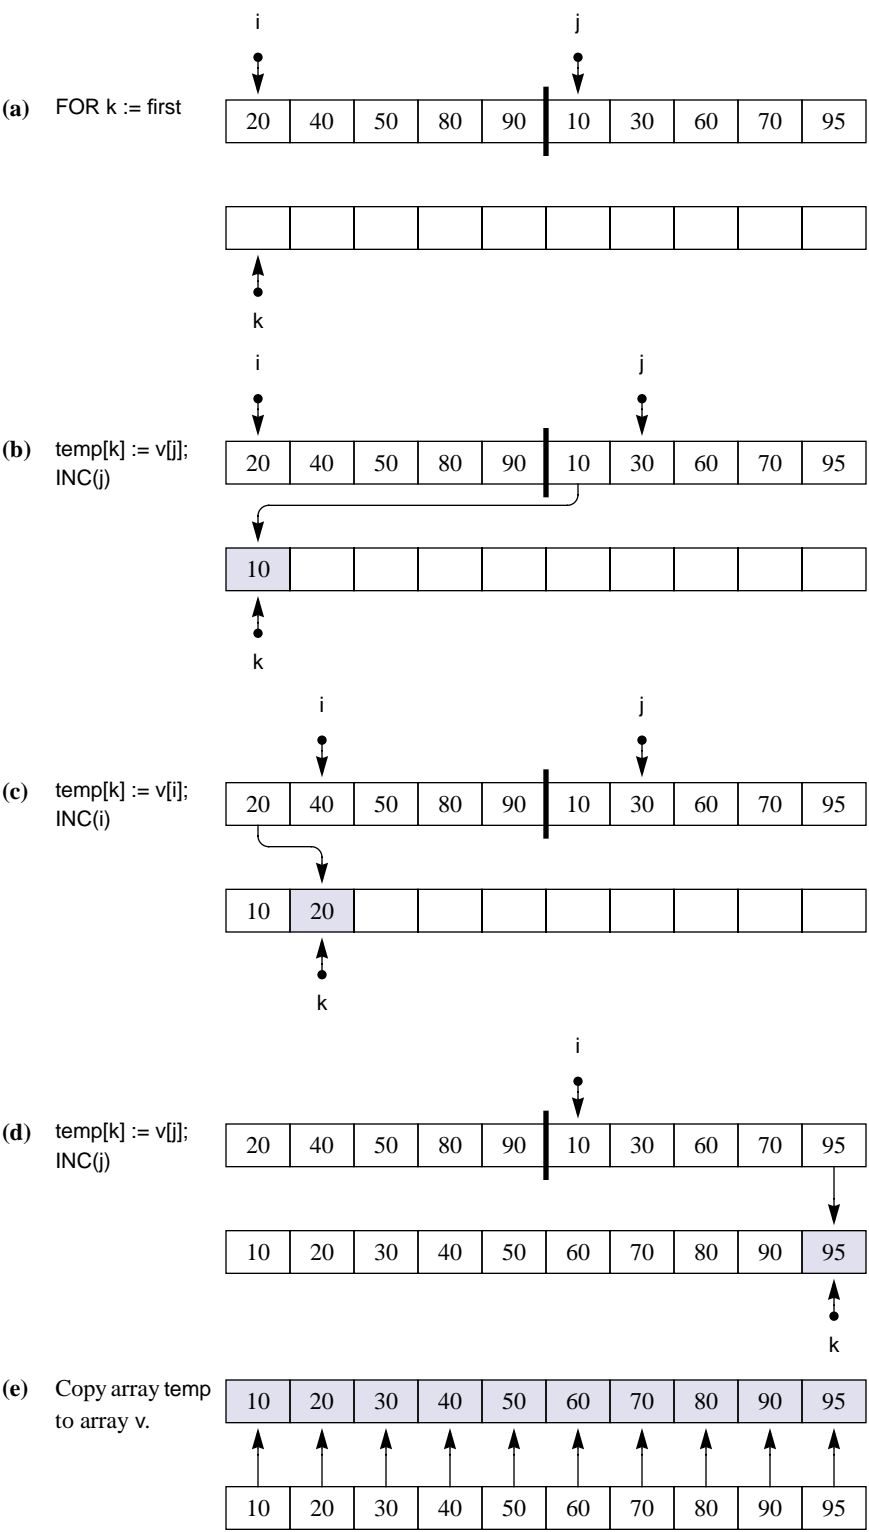 i j
(a) FOR k := first
20 40 50 80 90 10 30 60 70 95
k
i j
(b) temp[k] := v[j];
INC(j)
20 40 50 80 90 10 30 60 70 95
10
k
i j
(c) temp[k] := v[i];
INC(i)
20 40 50 80 90 10 30 60 70 95
10 20
k
i
(d) temp[k] := v[j];
INC(j)
20 40 50 80 90 10 30 60 70 95
10 20 30 40 50 60 70 80 90 95
k
(e) Copy array temp
to array v.
10 20 30 40 50 60 70 80 90 95
10 20 30 40 50 60 70 80 90 95